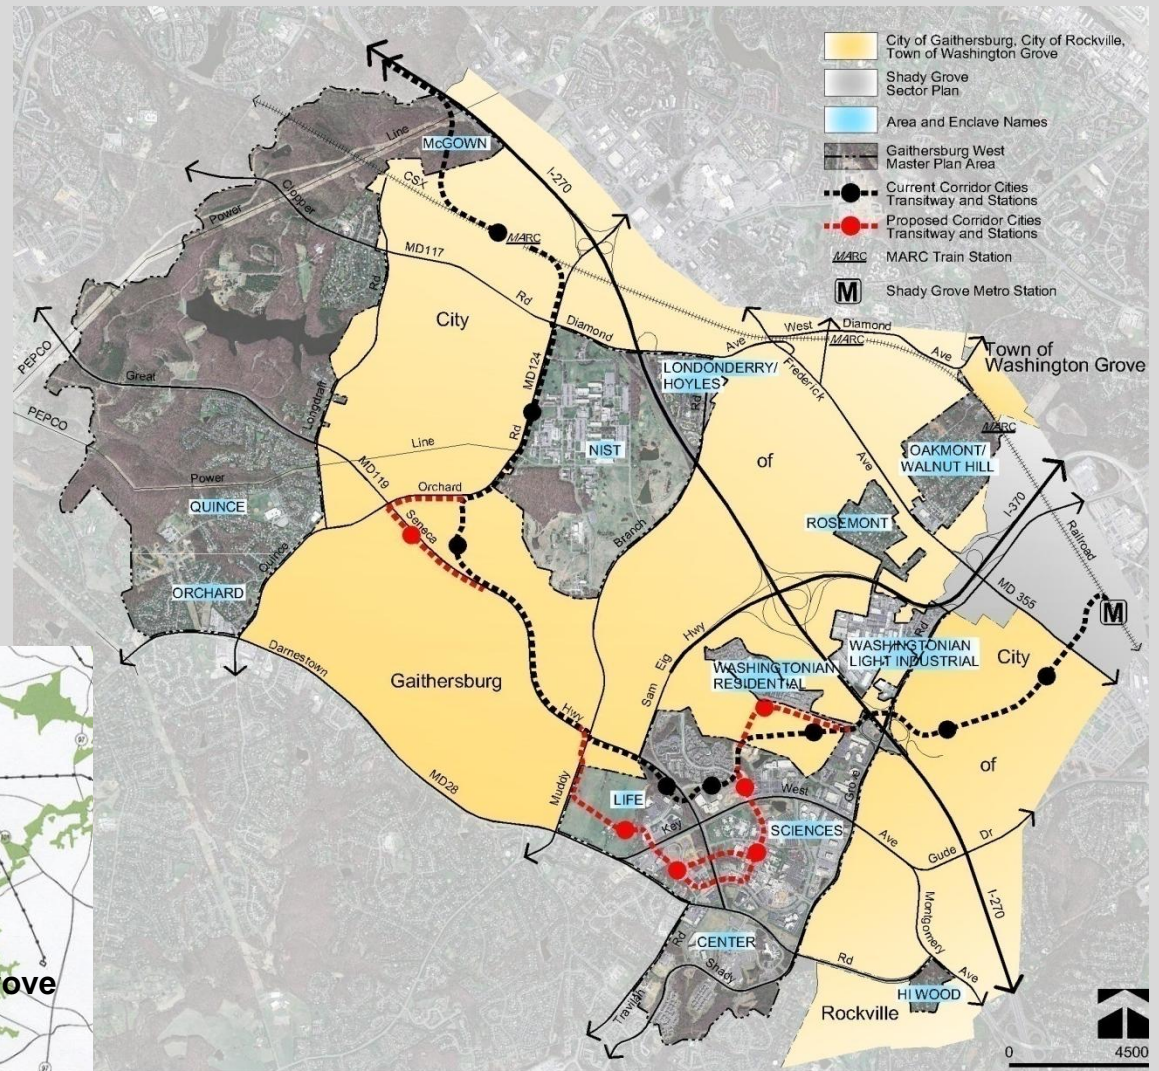 City of Gaithersburg, City of Rockville,
Town of Washington Grove
Shady Grove
Sector Plan
Area and Enclave Names
Gaithersburg West
Master Plan Area
Current Corridor Cities
Transitway and Stations
Proposed Corridor Cities
Transitway and Stations
MARC
MARC Train Station
M
Shady Grove Metro Station
McGOWN
Line
Power
CSX
Clopper
I-270
MARC
MD117
Rd
Rd
City
Diamond
Ave
West
Diamond
MARC
Ave
Town of
Washington Grove
PEPCO
Great
PEPCO
Longdraft
MD124
Rd
LONDONDERRY/
HOYLES
Rd
Frederick
Ave
NIST
of
OAKMONT/
WALNUT HILL
MARC
Line
Power
MD119
Orchard
QUINCE
Seneca
Branch
ROSEMONT
I-370
Railroad
Quince
ORCHARD
MD 355
M
Darnestown
Hwy
Sam Eig
Rd
WASHINGTONIAN
LIGHT INDUSTRIAL
City
WASHINGTONIAN
RESIDENTIAL
Gaithersburg
Hwy
of
MD28
Muddy
LIFE
West
Grove
Key
SCIENCES
Ave
Gude
Dr
I-270
Montgomery
Rd
CENTER
Rd
Ave
Shady
Travilah
HI WOOD
Rockville
0
4500
97
ove
97